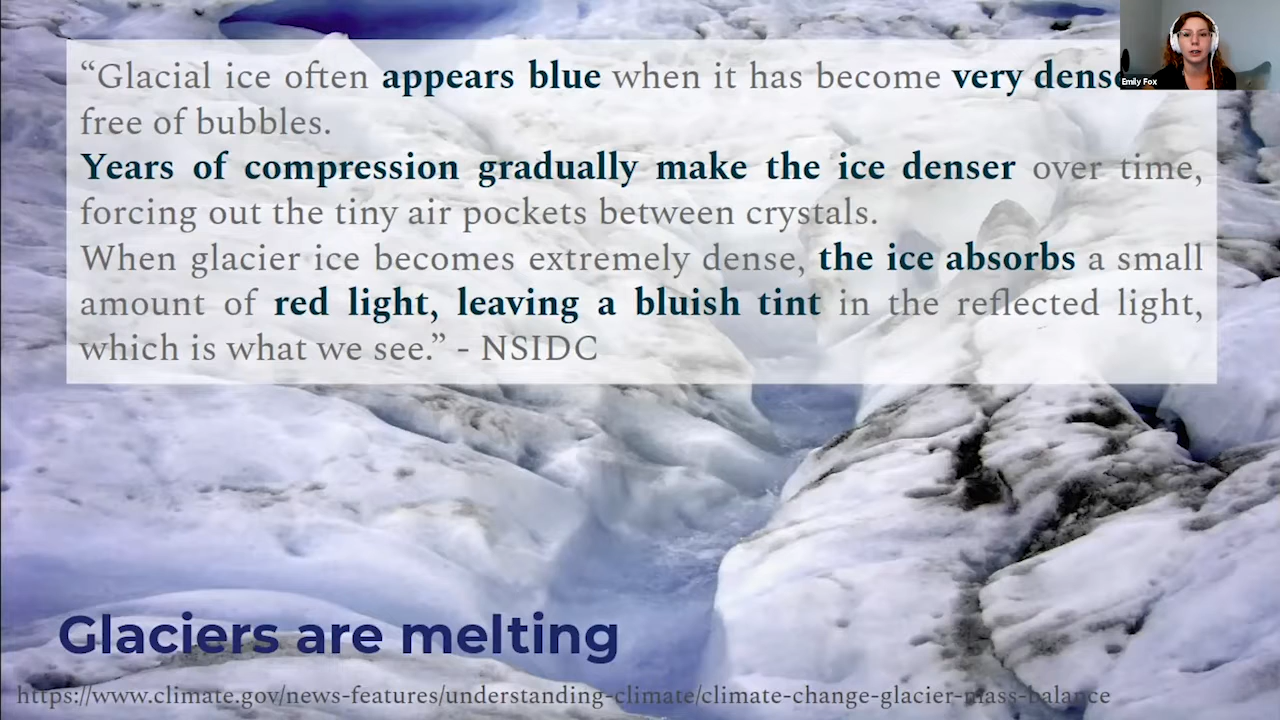 “Glacial ice often appears blue when it has become very dense
free of bubbles.
Years of compression gradually make the ice denser over time,
forcing out the tiny air pockets between crystals.
When glacier ice becomes extremely dense, the ice absorbs a small
amount of red light, leaving a bluish tint in the reflected light,
which is what we see.” - NSIDC
Emily Fox
Glaciers are melting
https://www.climate.gov/news-features/understanding-climate/climate-change-glacier-mass-balance